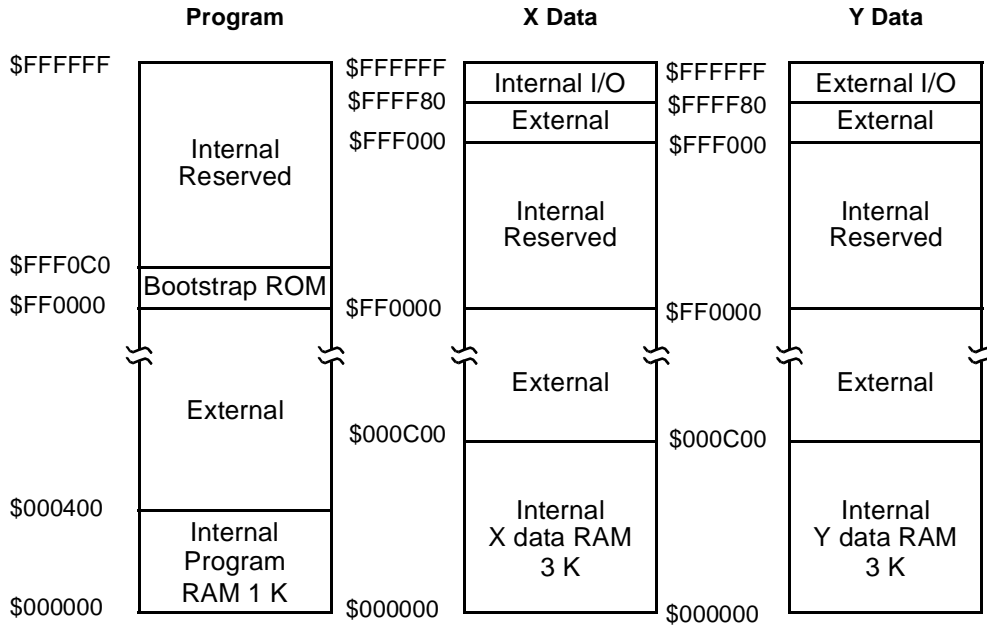 Program
$FFFFFF
Internal
Reserved
$FFF0C0
Bootstrap ROM
$FF0000
External
$000400
Internal
Program
RAM 1 K
$000000
X Data
$FFFFFF
Internal I/O
$FFFF80
External
$FFF000
Internal
Reserved
$FF0000
External
$000C00
Internal
X data RAM
3 K
$000000
Y Data
$FFFFFF
External I/O
$FFFF80
External
$FFF000
Internal
Reserved
$FF0000
External
$000C00
Internal
Y data RAM
3 K
$000000